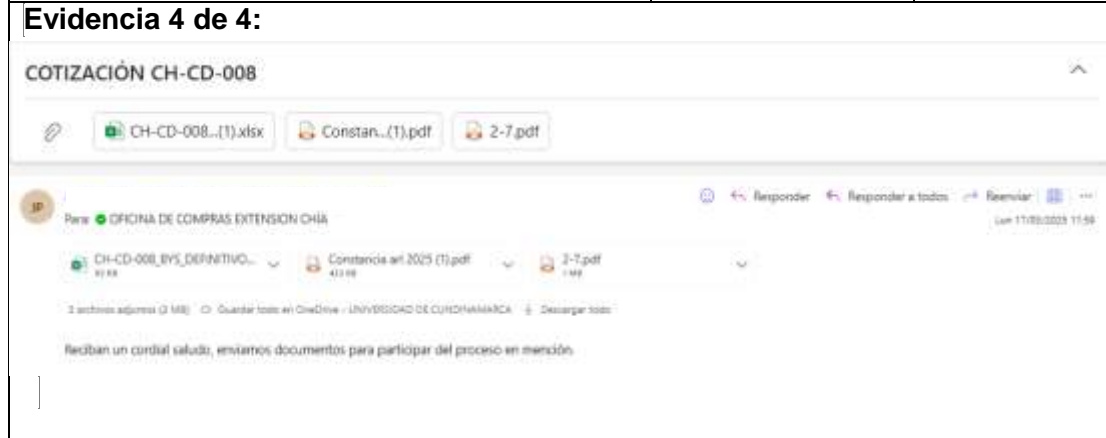 Evidencia 4 de 4:
COTIZACIÓN CH-CD-008
CH-CD-008...(1).xlsx Constan...(1).pdf 2-7.pdf
JP
Responder Responder a todos Reenviar ...
Para: OFICINA DE COMPRAS EXTENSION CHÍA
Lun 17/03/2025 11:59
CH-CD-008_BYS_DEFINITIVO... Constancia arl 2025 (1).pdf 2-7.pdf
1 MB
3 archivos adjuntos (2 MB) Guardar todo en OneDrive - UNIVERSIDAD DE CUNDINAMARCA Descargar todo
Reciban un cordial saludo, enviamos documentos para participar del proceso en mención.